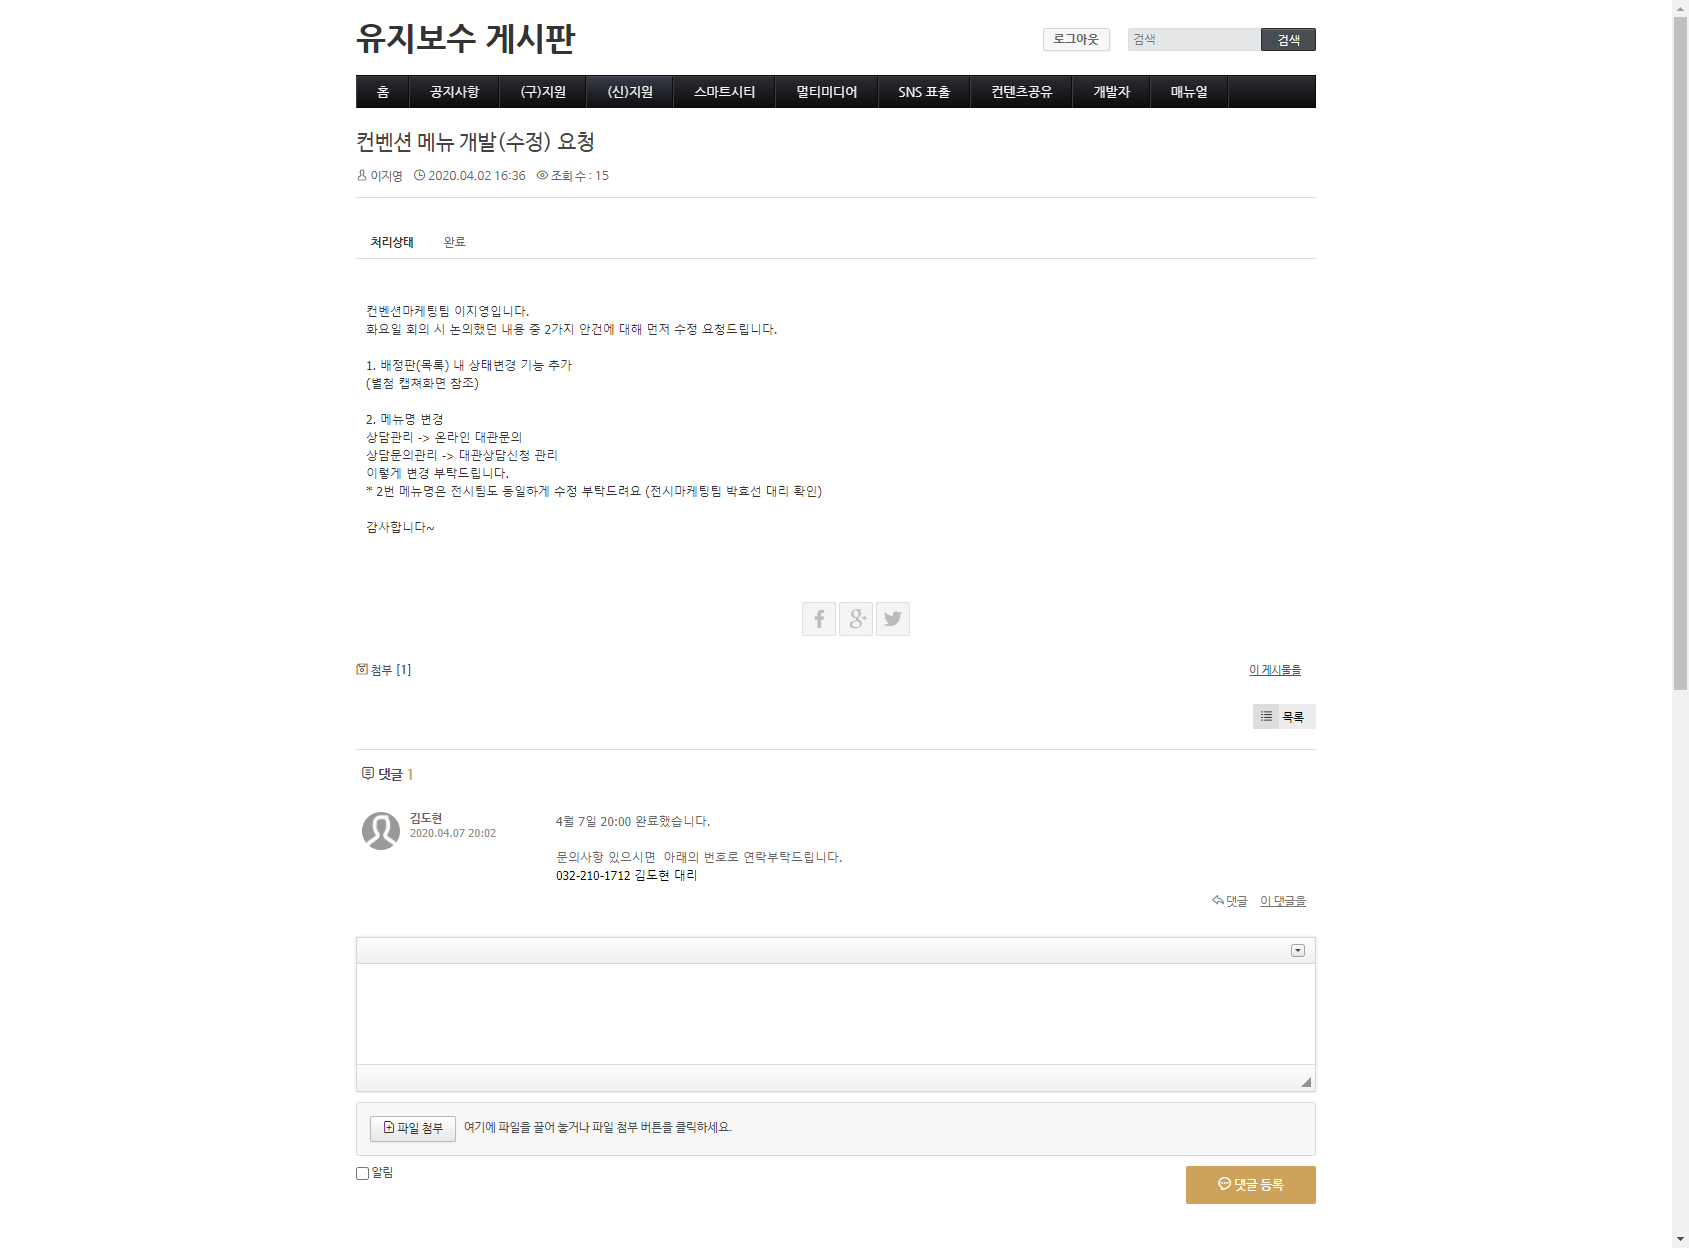 유지보수 게시판
로그아웃
검색
검색
홈 공지사항 (구)지원 (신)지원 스마트시티 멀티미디어 SNS 표출 컨텐츠공유 개발자 매뉴얼
컨벤션 메뉴 개발(수정) 요청
이지영 2020.04.02 16:36 조회 수 : 15
처리상태 완료
컨벤션마케팅팀 이지영입니다.
화요일 회의 시 논의했던 내용 중 2가지 안건에 대해 먼저 수정 요청드립니다.
1. 배정판(목록) 내 상태변경 기능 추가
(별첨 캡쳐화면 참조)
2. 메뉴명 변경
상담관리 -> 온라인 대관문의
상담문의관리 -> 대관상담신청 관리
이렇게 변경 부탁드립니다.
* 2번 메뉴명은 전시팀도 동일하게 수정 부탁드려요 (전시마케팅팀 박효선 대리 확인)
감사합니다~
첨부 [1]
이 게시물을
목록
댓글 1
김도현
2020.04.07 20:02
4월 7일 20:00 완료했습니다.
문의사항 있으시면 아래의 번호로 연락부탁드립니다.
032-210-1712 김도현 대리
댓글 이 댓글을
파일 첨부 여기에 파일을 끌어 놓거나 파일 첨부 버튼을 클릭하세요.
알림
댓글 등록